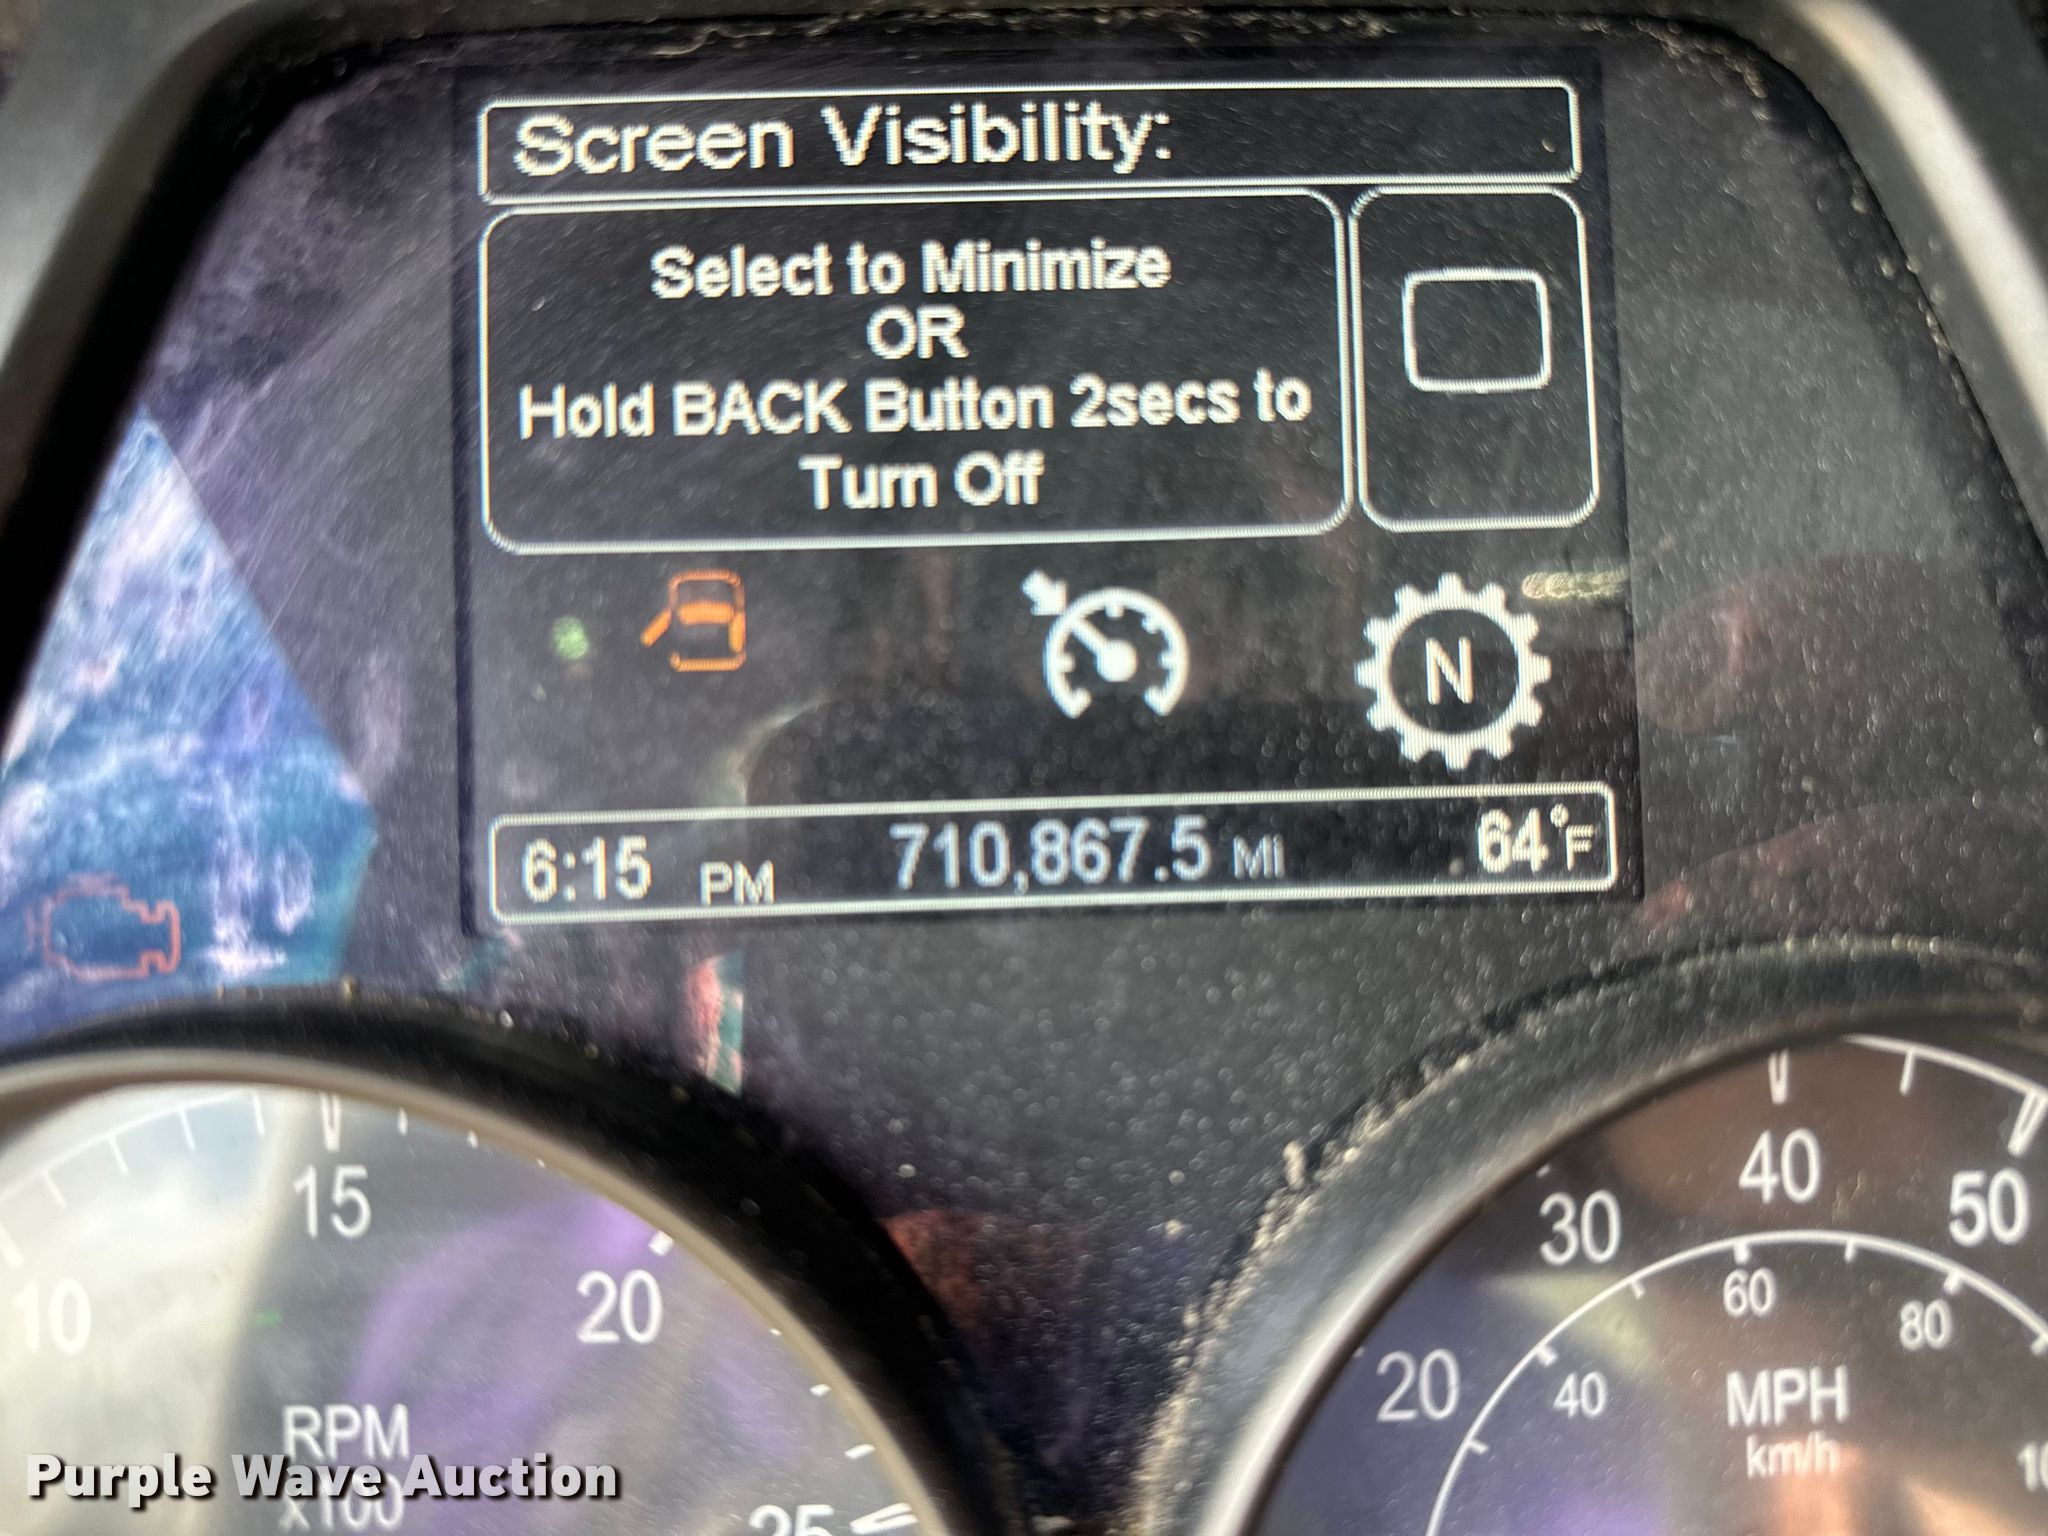 Screen Visibility:
Select to Minimize
OR
Hold BACK Button 2secs to
Turn Off
N
6:15 PM 710,867.5 MI 64°F
10
15
20
25
RPM
x100
20
30
40
50
40
60
80
MPH
km/h
Purple Wave Auction